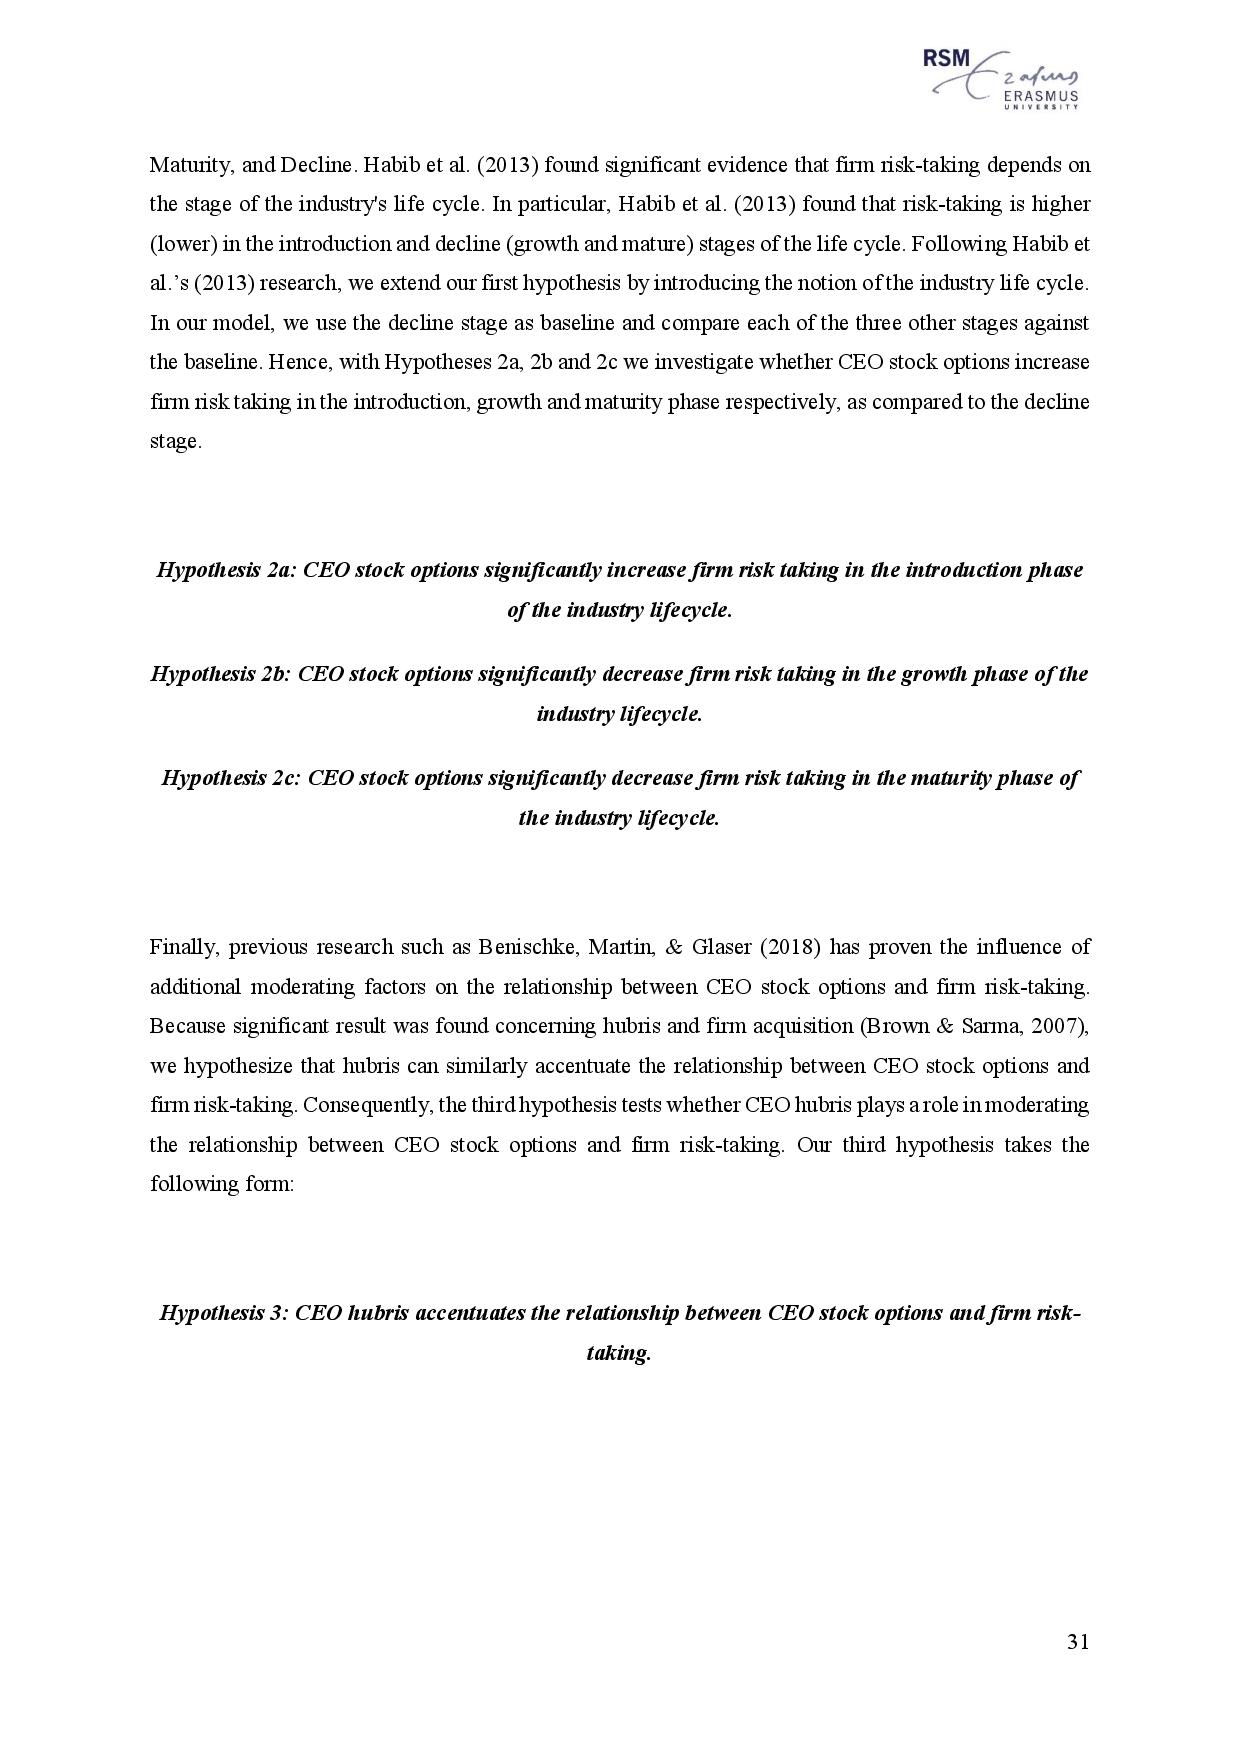 RSM
Erasmus
ERASMUS
UNIVERSITY
Maturity, and Decline. Habib et al. (2013) found significant evidence that firm risk-taking depends on
the stage of the industry's life cycle. In particular, Habib et al. (2013) found that risk-taking is higher
(lower) in the introduction and decline (growth and mature) stages of the life cycle. Following Habib et
al.’s (2013) research, we extend our first hypothesis by introducing the notion of the industry life cycle.
In our model, we use the decline stage as baseline and compare each of the three other stages against
the baseline. Hence, with Hypotheses 2a, 2b and 2c we investigate whether CEO stock options increase
firm risk taking in the introduction, growth and maturity phase respectively, as compared to the decline
stage.
Hypothesis 2a: CEO stock options significantly increase firm risk taking in the introduction phase
of the industry lifecycle.
Hypothesis 2b: CEO stock options significantly decrease firm risk taking in the growth phase of the
industry lifecycle.
Hypothesis 2c: CEO stock options significantly decrease firm risk taking in the maturity phase of
the industry lifecycle.
Finally, previous research such as Benischke, Martin, & Glaser (2018) has proven the influence of
additional moderating factors on the relationship between CEO stock options and firm risk-taking.
Because significant result was found concerning hubris and firm acquisition (Brown & Sarma, 2007),
we hypothesize that hubris can similarly accentuate the relationship between CEO stock options and
firm risk-taking. Consequently, the third hypothesis tests whether CEO hubris plays a role in moderating
the relationship between CEO stock options and firm risk-taking. Our third hypothesis takes the
following form:
Hypothesis 3: CEO hubris accentuates the relationship between CEO stock options and firm risk-
taking.
31